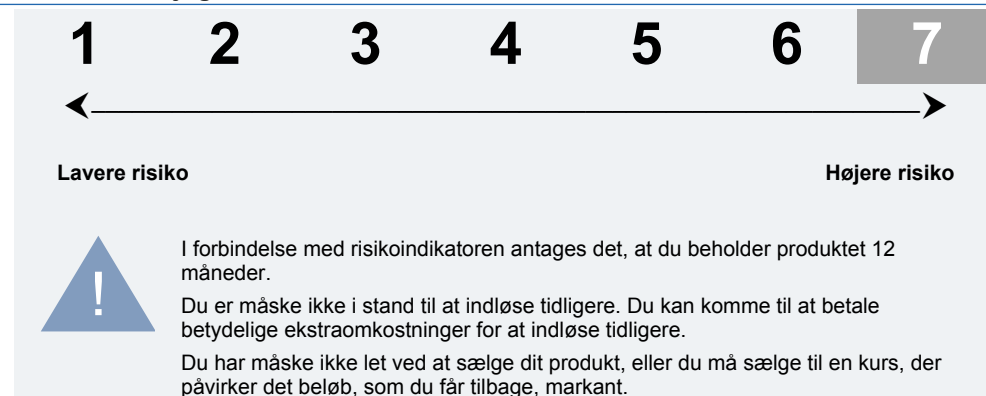 1 2 3 4 5 6 7
Lavere risiko Højere risiko
!
I forbindelse med risikoindikatoren antages det, at du beholder produktet 12
måneder.
Du er måske ikke i stand til at indløse tidligere. Du kan komme til at betale
betydelige ekstraomkostninger for at indløse tidligere.
Du har måske ikke let ved at sælge dit produkt, eller du må sælge til en kurs, der
påvirker det beløb, som du får tilbage, markant.